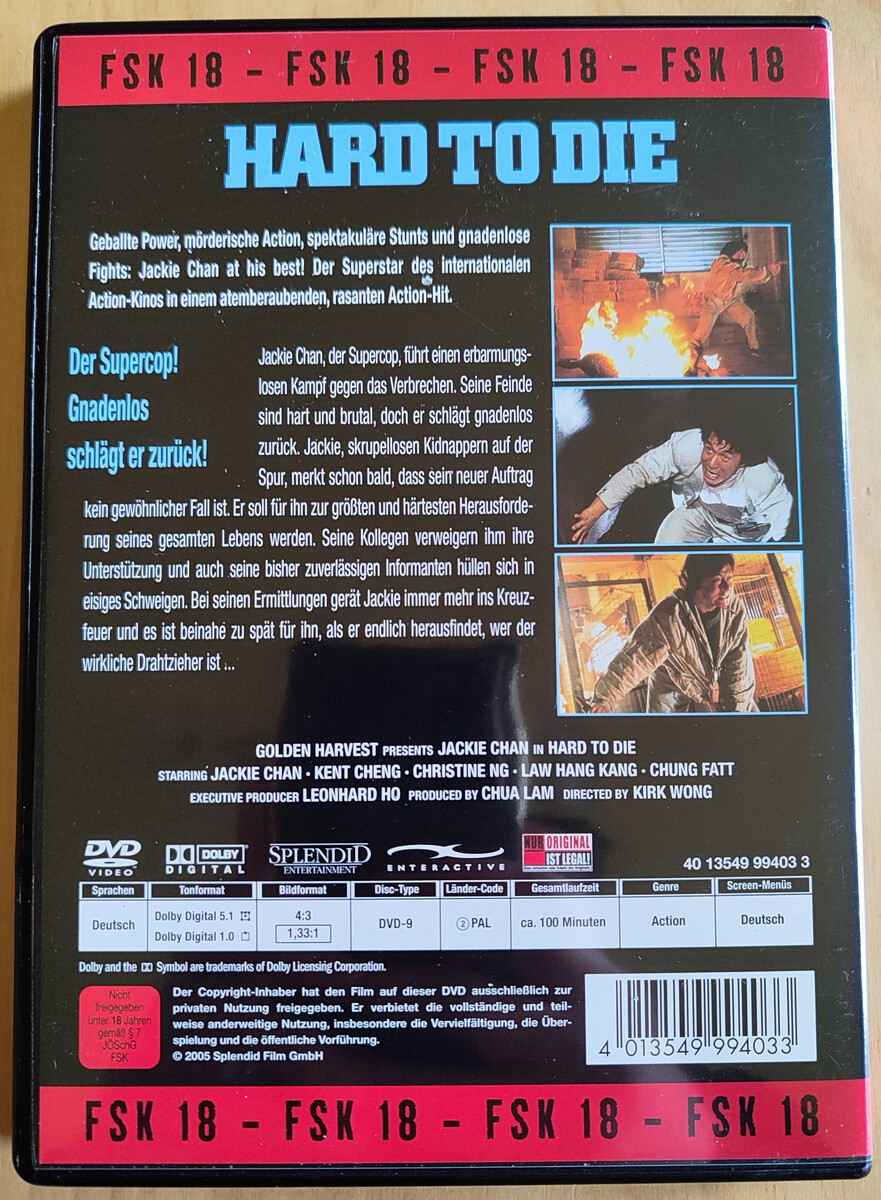 FSK 18 - FSK 18 - FSK 18 - FSK 18
HARD TO DIE
Geballte Power, mörderische Action, spektakuläre Stunts und gnadenlose
Fights: Jackie Chan at his best! Der Superstar des internationalen
Action-Kinos in einem atemberaubenden, rasanten Action-Hit.
Der Supercop!
Gnadenlos
schlägt er zurück!
Jackie Chan, der Supercop, führt einen erbarmungs-
losen Kampf gegen das Verbrechen. Seine Feinde
sind hart und brutal, doch er schlägt gnadenlos
zurück. Jackie, skrupellosen Kidnappern auf der
Spur, merkt schon bald, dass sein neuer Auftrag
kein gewöhnlicher Fall ist. Er soll für ihn zur größten und härtesten Herausforde-
rung seines gesamten Lebens werden. Seine Kollegen verweigern ihm ihre
Unterstützung und auch seine bisher zuverlässigen Informanten hüllen sich in
eisiges Schweigen. Bei seinen Ermittlungen gerät Jackie immer mehr ins Kreuz-
feuer und es ist beinahe zu spät für ihn, als er endlich herausfindet, wer der
wirkliche Drahtzieher ist ...
GOLDEN HARVEST PRESENTS JACKIE CHAN IN HARD TO DIE
STARRING JACKIE CHAN · KENT CHENG · CHRISTINE NG · LAW HANG KANG · CHUNG FATT
EXECUTIVE PRODUCER LEONHARD HO PRODUCED BY CHUA LAM DIRECTED BY KIRK WONG
DVD VIDEO DOLBY DIGITAL SPLENDID ENTERTAINMENT ENTERACTIVE NUR ORIGINAL IST LEGAL! 40 13549 99403 3
Sprachen Tonformat Bildformat Disc-Type Länder-Code Gesamtlaufzeit Genre Screen-Menüs
Deutsch Dolby Digital 5.1 4:3 DVD-9 2 PAL ca. 100 Minuten Action Deutsch
Dolby Digital 1.0 1,33:1
Dolby and the Symbol are trademarks of Dolby Licensing Corporation.
Nicht
freigegeben
unter 18 Jahren
gemäß § 7
JÖSchG
FSK
Der Copyright-Inhaber hat den Film auf dieser DVD ausschließlich zur
privaten Nutzung freigegeben. Er verbietet die vollständige und teil-
weise anderweitige Nutzung, insbesondere die Vervielfältigung, die Über-
spielung und die öffentliche Vorführung.
© 2005 Splendid Film GmbH
4 013549 994033
FSK 18 - FSK 18 - FSK 18 - FSK 18